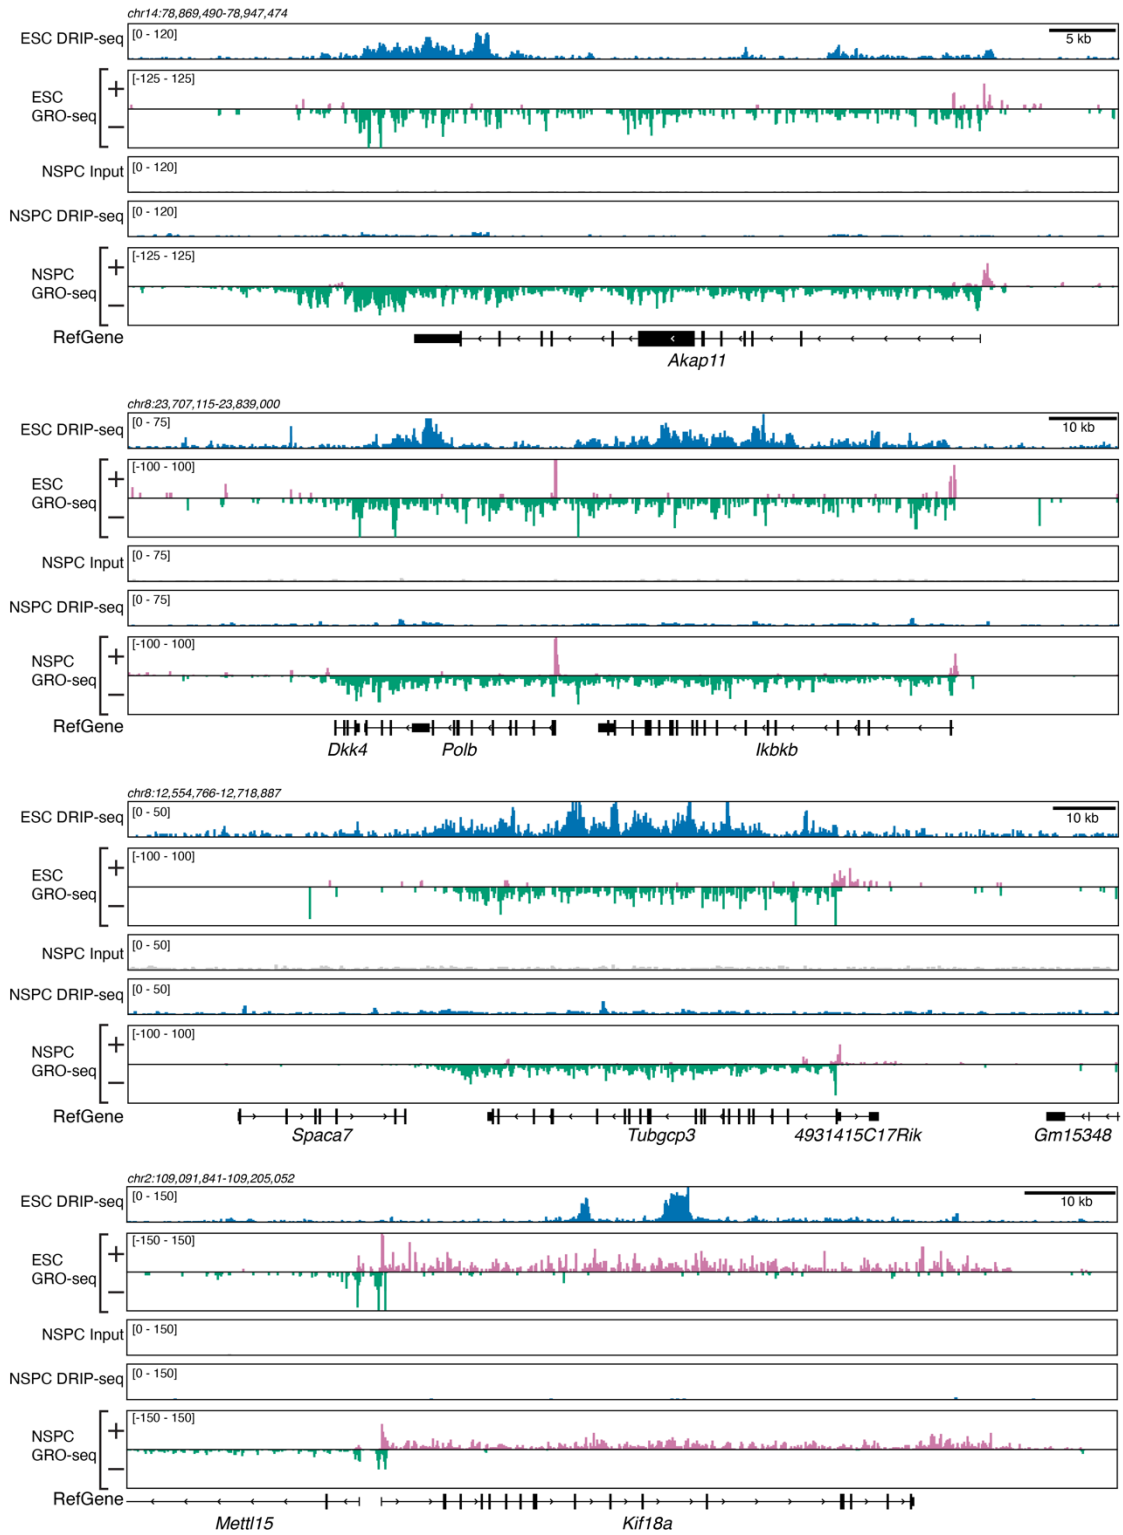 chr14:78,869,490-78,947,474
ESC DRIP-seq [0 - 120] 5 kb
ESC GRO-seq + − [-125 - 125]
NSPC Input [0 - 120]
NSPC DRIP-seq [0 - 120]
NSPC GRO-seq + − [-125 - 125]
RefGene
Akap11
chr8:23,707,115-23,839,000
ESC DRIP-seq [0 - 75] 10 kb
ESC GRO-seq + − [-100 - 100]
NSPC Input [0 - 75]
NSPC DRIP-seq [0 - 75]
NSPC GRO-seq + − [-100 - 100]
RefGene
Dkk4 Polb Ikbkb
chr8:12,554,766-12,718,887
ESC DRIP-seq [0 - 50] 10 kb
ESC GRO-seq + − [-100 - 100]
NSPC Input [0 - 50]
NSPC DRIP-seq [0 - 50]
NSPC GRO-seq + − [-100 - 100]
RefGene
Spaca7 Tubgcp3 4931415C17Rik Gm15348
chr2:109,091,841-109,205,052
ESC DRIP-seq [0 - 150] 10 kb
ESC GRO-seq + − [-150 - 150]
NSPC Input [0 - 150]
NSPC DRIP-seq [0 - 150]
NSPC GRO-seq + − [-150 - 150]
RefGene
Mettl15 Kif18a